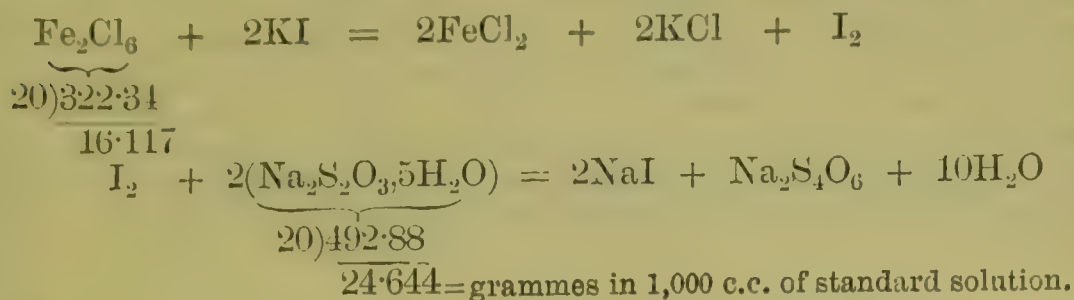 Fe₂Cl₆ + 2KI = 2FeCl₂ + 2KCl + I₂
20)322·34
16·117
I₂ + 2(Na₂S₂O₃,5H₂O) = 2NaI + Na₂S₄O₆ + 10H₂O
20)492·88
24·644=grammes in 1,000 c.c. of standard solution.